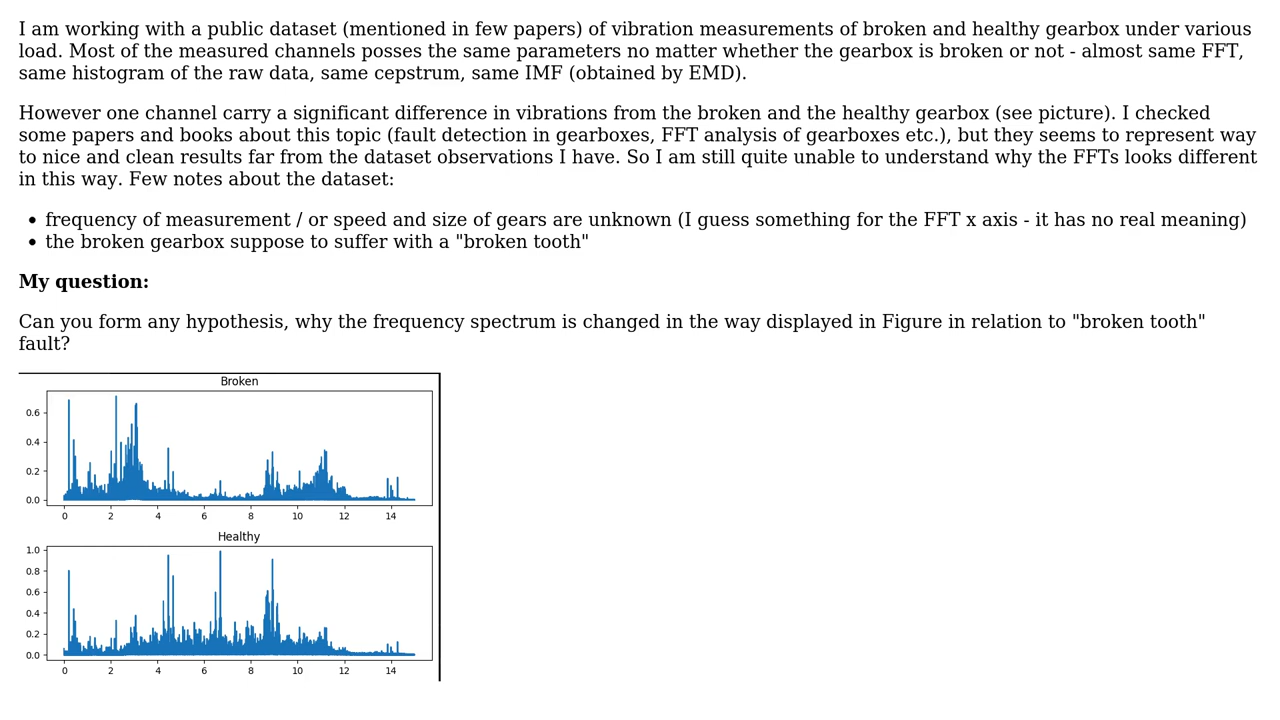 I am working with a public dataset (mentioned in few papers) of vibration measurements of broken and healthy gearbox under various
load. Most of the measured channels posses the same parameters no matter whether the gearbox is broken or not - almost same FFT,
same histogram of the raw data, same cepstrum, same IMF (obtained by EMD).
However one channel carry a significant difference in vibrations from the broken and the healthy gearbox (see picture). I checked
some papers and books about this topic (fault detection in gearboxes, FFT analysis of gearboxes etc.), but they seems to represent way
to nice and clean results far from the dataset observations I have. So I am still quite unable to understand why the FFTs looks different
in this way. Few notes about the dataset:
• frequency of measurement / or speed and size of gears are unknown (I guess something for the FFT x axis - it has no real meaning)
• the broken gearbox suppose to suffer with a "broken tooth"
My question:
Can you form any hypothesis, why the frequency spectrum is changed in the way displayed in Figure in relation to "broken tooth"
fault?
Broken
0.6
0.4
0.2
0.0
0 2 4 6 8 10 12 14
Healthy
1.0
0.8
0.6
0.4
0.2
0.0
0 2 4 6 8 10 12 14